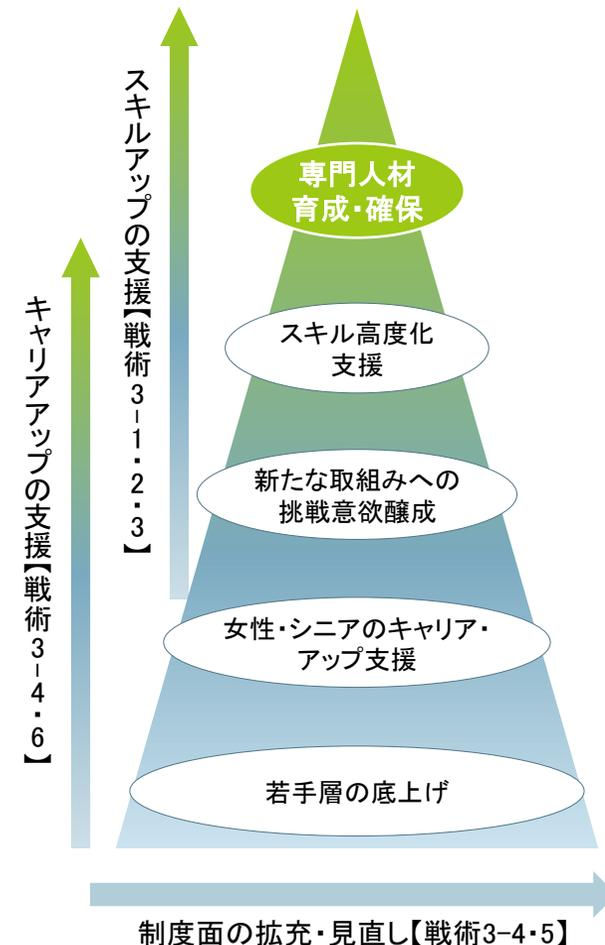 スキルアップの支援【戦術3-1・2・3】
キャリアアップの支援【戦術3-4・6】
専門人材
育成・確保
スキル高度化
支援
新たな取組みへの
挑戦意欲醸成
女性・シニアのキャリア・
アップ支援
若手層の底上げ
制度面の拡充・見直し【戦術3-4・5】